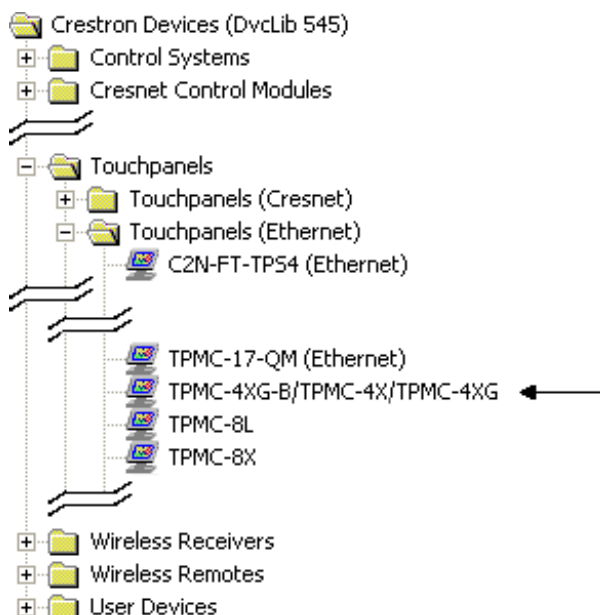 Crestron Devices (DvcLib 545)
Control Systems
Cresnet Control Modules
Touchpanels
Touchpanels (Cresnet)
Touchpanels (Ethernet)
C2N-FT-TPS4 (Ethernet)
TPMC-17-QM (Ethernet)
TPMC-4XG-B/TPMC-4X/TPMC-4XG
TPMC-8L
TPMC-8X
Wireless Receivers
Wireless Remotes
User Devices